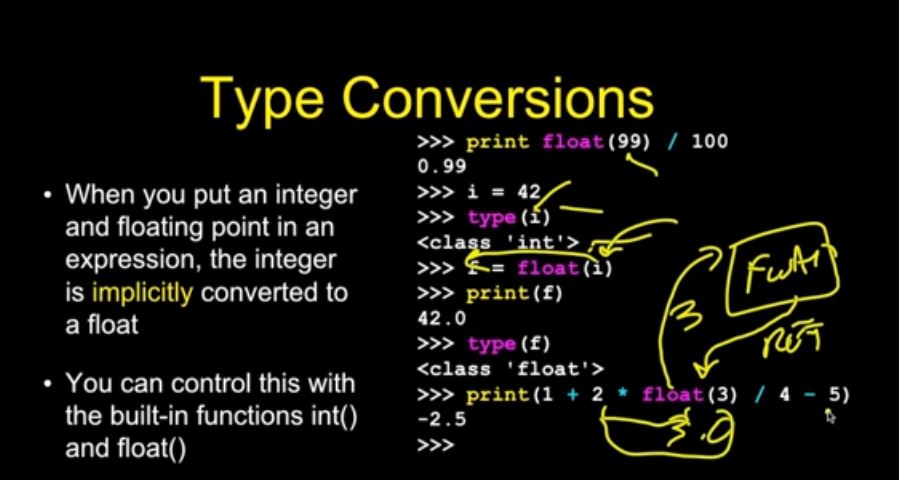 Type Conversions
• When you put an integer
and floating point in an
expression, the integer
is implicitly converted to
a float
• You can control this with
the built-in functions int()
and float()
>>> print float(99) / 100
0.99
>>> i = 42
>>> type(i)
<class 'int'>
>>> f = float(i)
>>> print(f)
42.0
>>> type(f)
<class 'float'>
>>> print(1 + 2 * float(3) / 4 - 5)
-2.5
>>>
3
RET
3.0